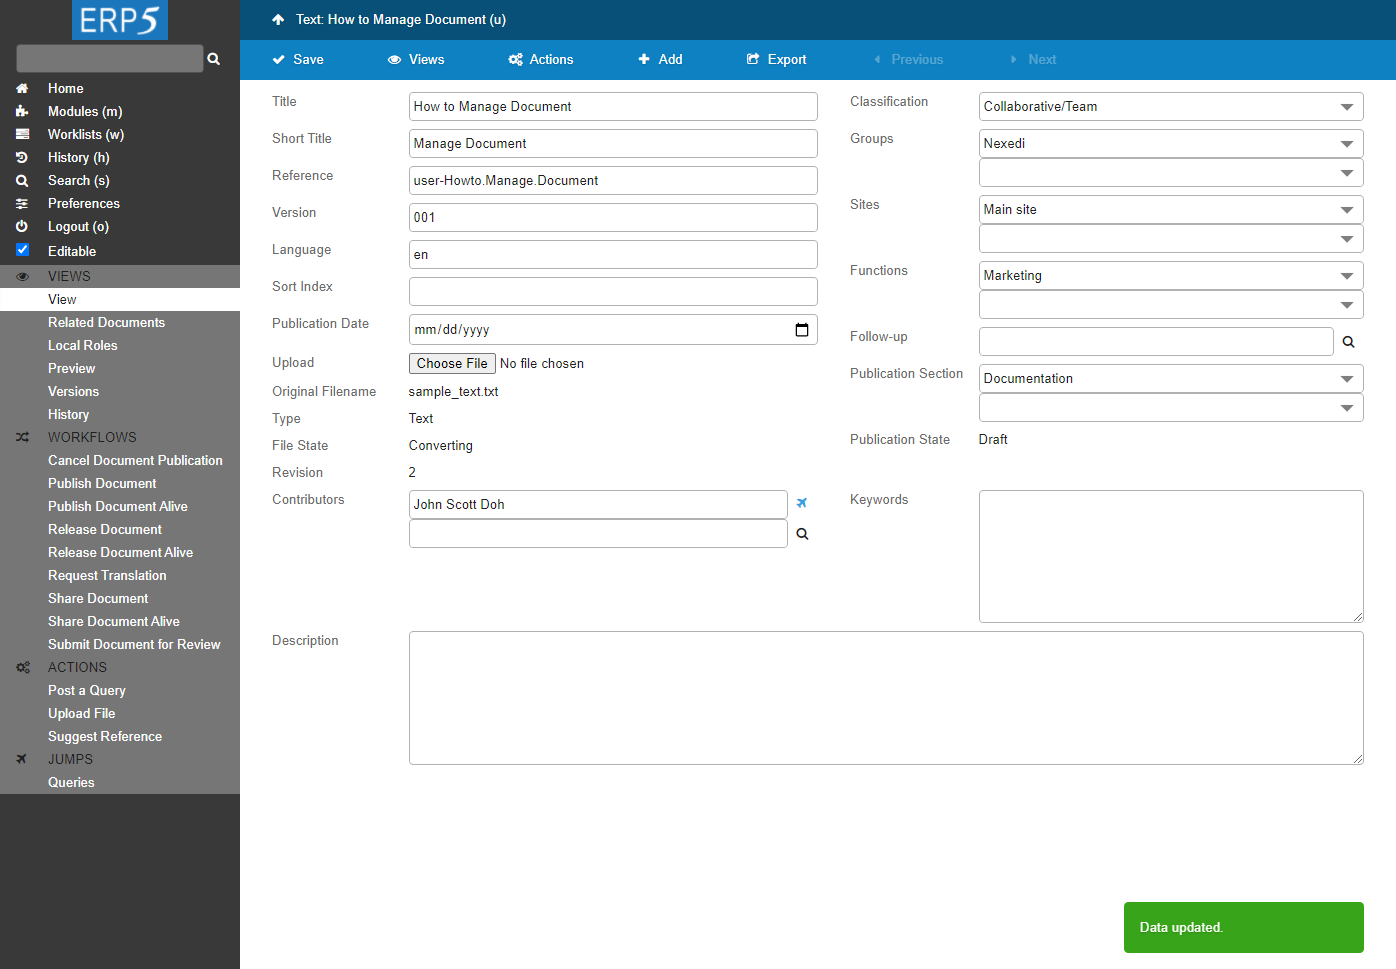 ERP5
Home
Modules (m)
Worklists (w)
History (h)
Search (s)
Preferences
Logout (o)
Editable
VIEWS
View
Related Documents
Local Roles
Preview
Versions
History
WORKFLOWS
Cancel Document Publication
Publish Document
Publish Document Alive
Release Document
Release Document Alive
Request Translation
Share Document
Share Document Alive
Submit Document for Review
ACTIONS
Post a Query
Upload File
Suggest Reference
JUMPS
Queries
Text: How to Manage Document (u)
Save Views Actions Add Export Previous Next
Title How to Manage Document
Short Title Manage Document
Reference user-Howto.Manage.Document
Version 001
Language en
Sort Index
Publication Date mm/dd/yyyy
Upload Choose File No file chosen
Original Filename sample_text.txt
Type Text
File State Converting
Revision 2
Contributors John Scott Doh
Classification Collaborative/Team
Groups Nexedi
Sites Main site
Functions Marketing
Follow-up
Publication Section Documentation
Publication State Draft
Keywords
Description
Data updated.